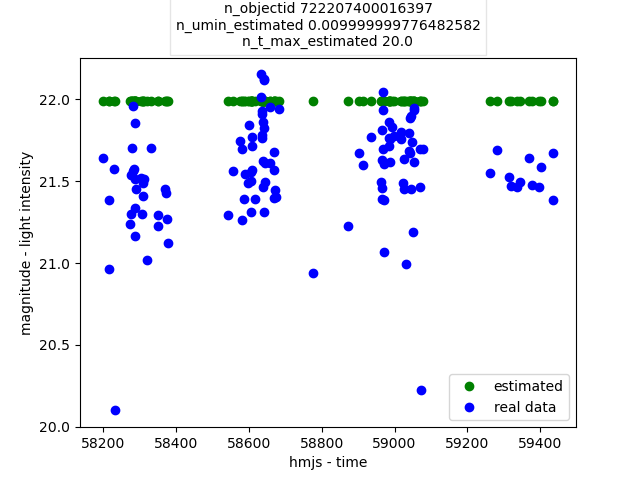 n_objectid 722207400016397
n_umin_estimated 0.009999999776482582
n_t_max_estimated 20.0
22.0
21.5
21.0
20.5
20.0
magnitude - light intensity
estimated
real data
58200 58400 58600 58800 59000 59200 59400
hmjs - time